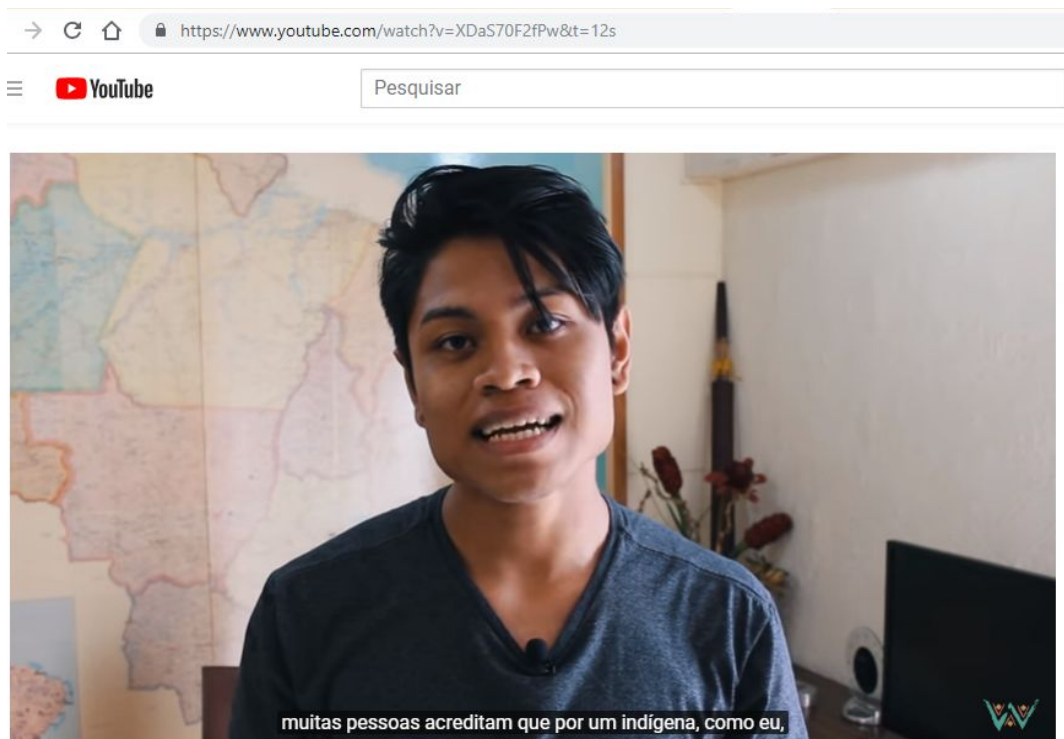 https://www.youtube.com/watch?v=XDaS70F2fPw&t=12s
YouTube
Pesquisar
muitas pessoas acreditam que por um indígena, como eu,